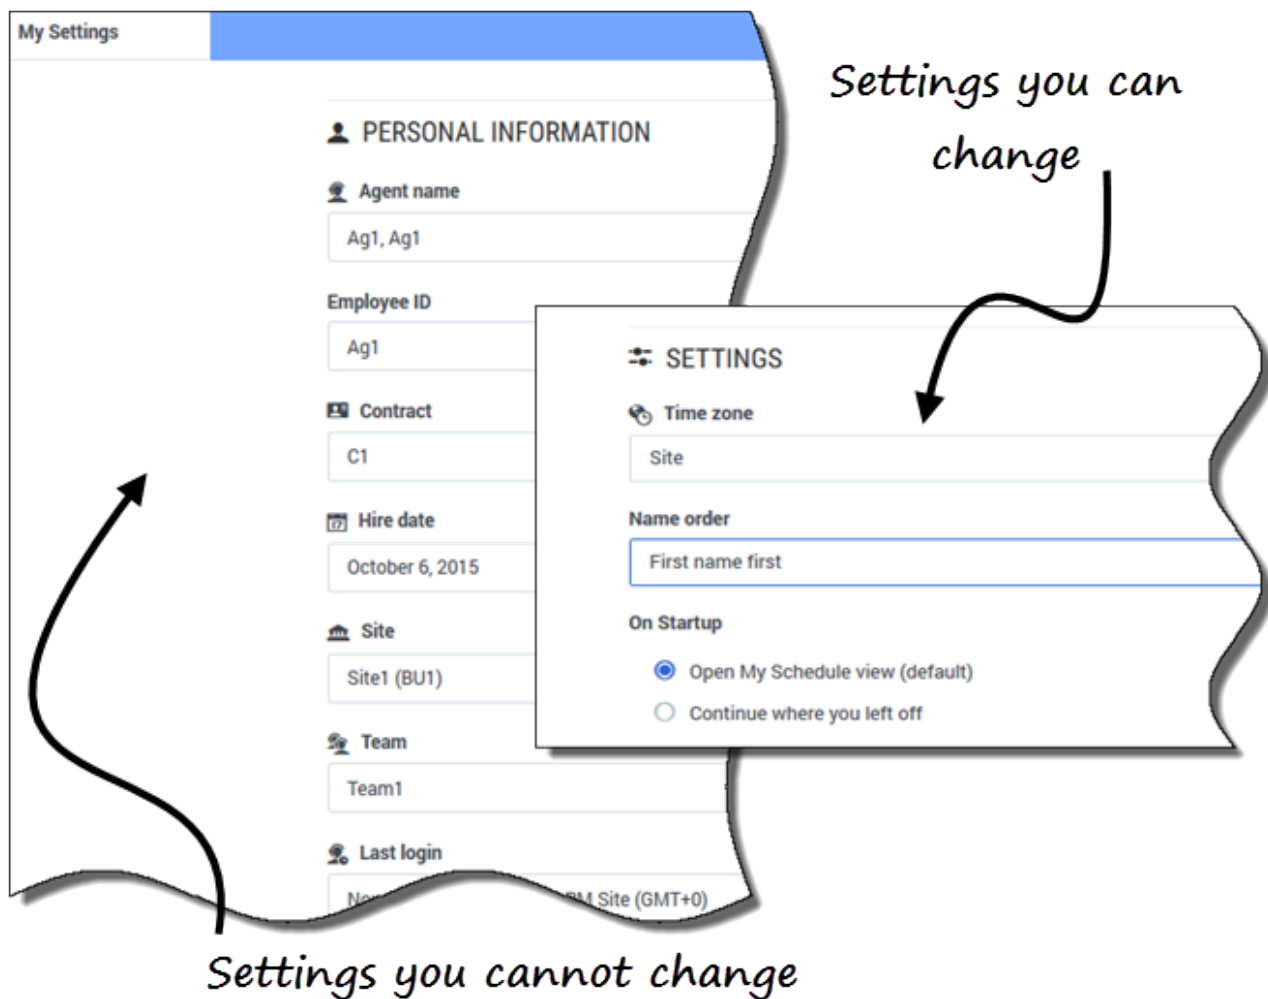 My Settings
Settings you can
change
PERSONAL INFORMATION
Agent name
Ag1, Ag1
Employee ID
Ag1
Contract
C1
Hire date
October 6, 2015
Site
Site1 (BU1)
Team
Team1
Last login
PM Site (GMT+0)
SETTINGS
Time zone
Site
Name order
First name first
On Startup
Open My Schedule view (default)
Continue where you left off
Settings you cannot change